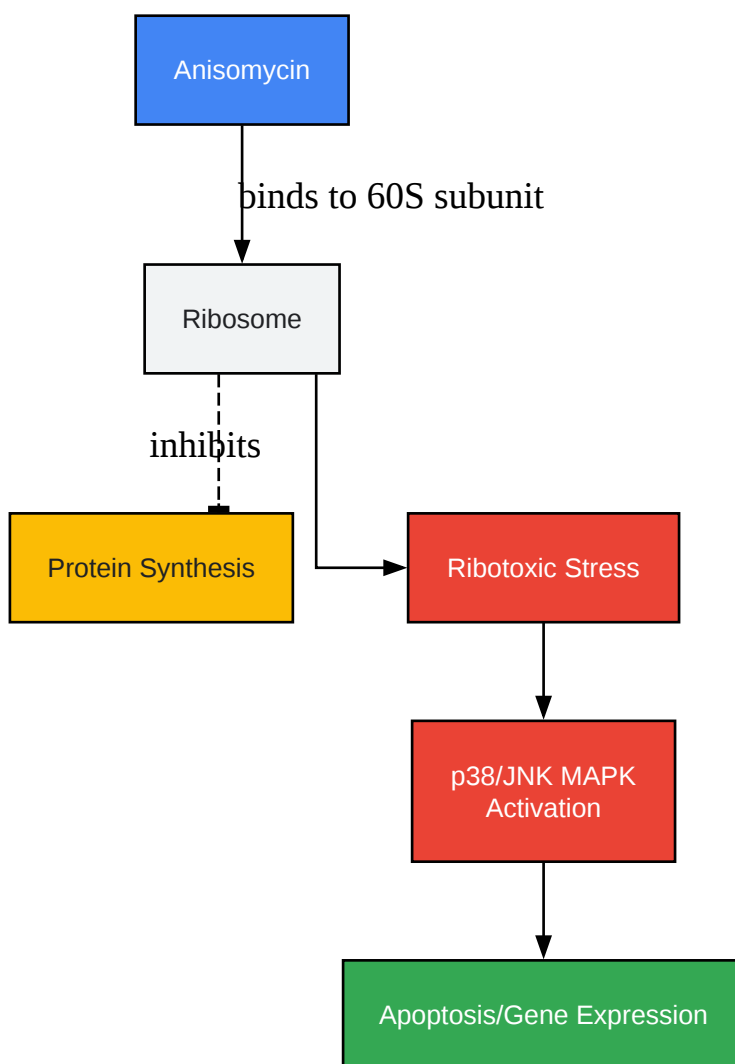 Anisomycin
binds to 60S subunit
Ribosome
inhibits
Protein Synthesis
Ribotoxic Stress
p38/JNK MAPK
Activation
Apoptosis/Gene Expression